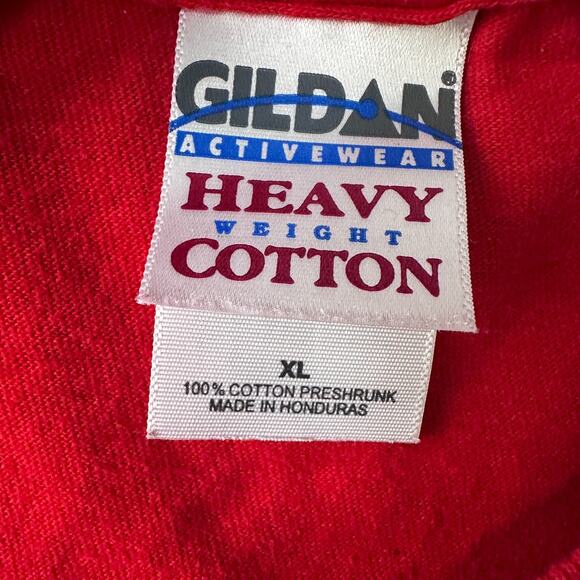 GILDAN®
ACTIVEWEAR
HEAVY
WEIGHT
COTTON
XL
100% COTTON PRESHRUNK
MADE IN HONDURAS